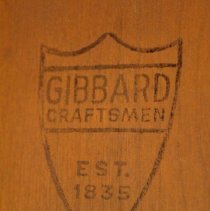 GIBBARD
CRAFTSMEN
EST.
1835